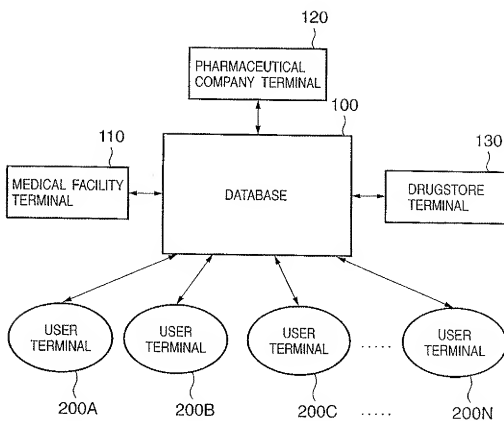 120
PHARMACEUTICAL
COMPANY TERMINAL
100
110
130
MEDICAL FACILITY
TERMINAL
DATABASE
DRUGSTORE
TERMINAL
USER
TERMINAL
USER
TERMINAL
USER
TERMINAL
.....
USER
TERMINAL
200A
200B
200C
.....
200N